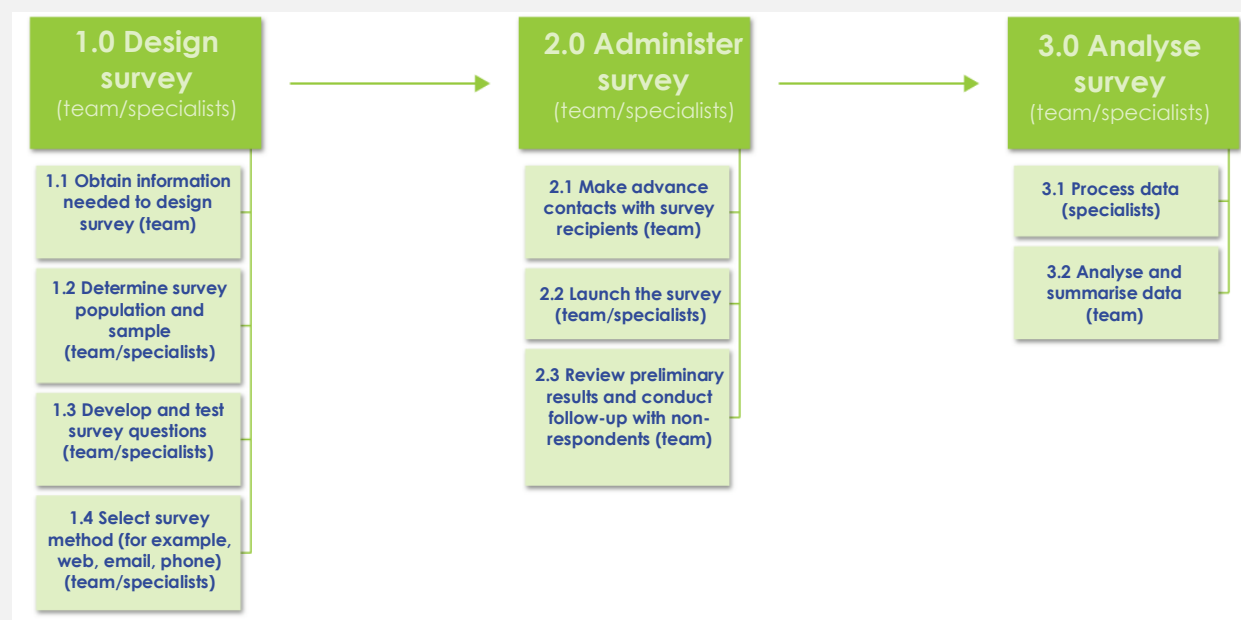 1.0 Design
survey
(team/specialists)
1.1 Obtain information
needed to design
survey (team)
1.2 Determine survey
population and
sample
(team/specialists)
1.3 Develop and test
survey questions
(team/specialists)
1.4 Select survey
method (for example,
web, email, phone)
(team/specialists)
2.0 Administer
survey
(team/specialists)
2.1 Make advance
contacts with survey
recipients (team)
2.2 Launch the survey
(team/specialists)
2.3 Review preliminary
results and conduct
follow-up with non-
respondents (team)
3.0 Analyse
survey
(team/specialists)
3.1 Process data
(specialists)
3.2 Analyse and
summarise data
(team)